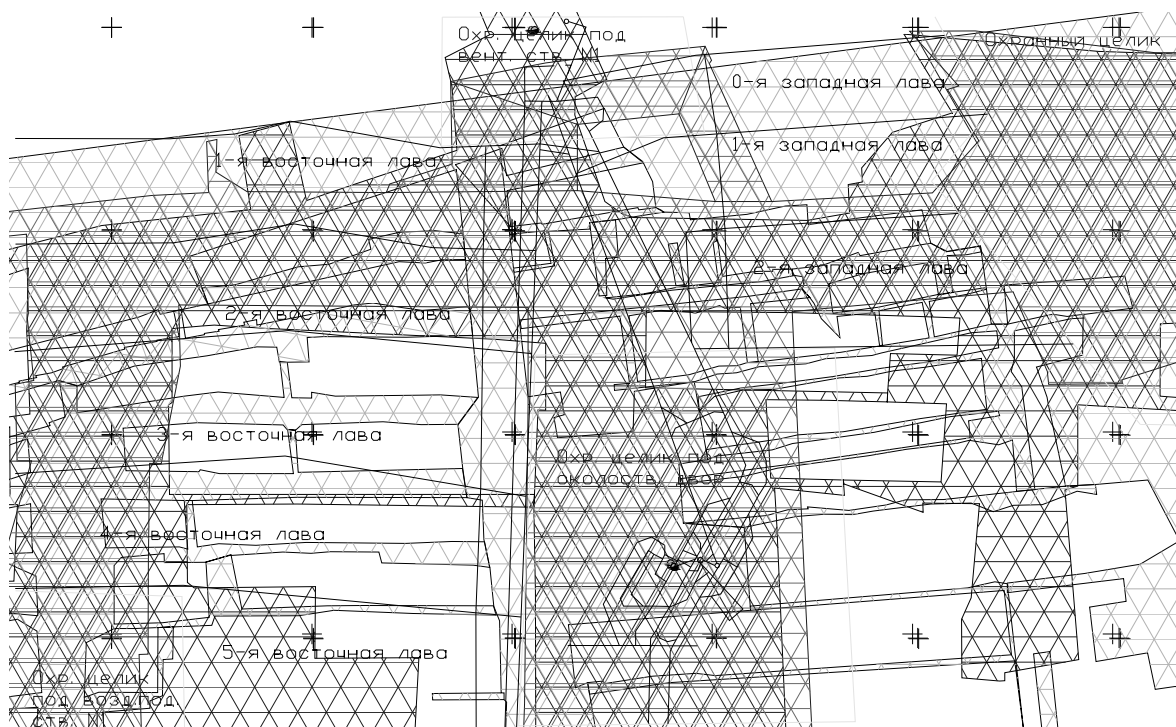 Охр. целик под
вент. ств. №1
Охранный целик
0-я западная лава
1-я западная лава
1-я восточная лава
2-я западная лава
2-я восточная лава
3-я восточная лава
Охр. целик под
околоств. двор
4-я восточная лава
5-я восточная лава
Охр. целик
под возд.под
ств. №1